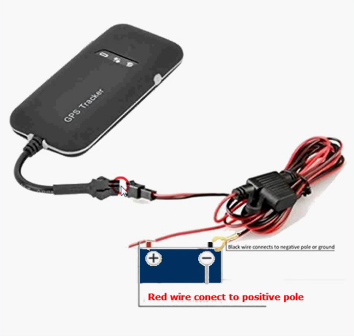 GPS Tracker
Black wire connects to negative pole or ground
+
−
Red wire conect to positive pole